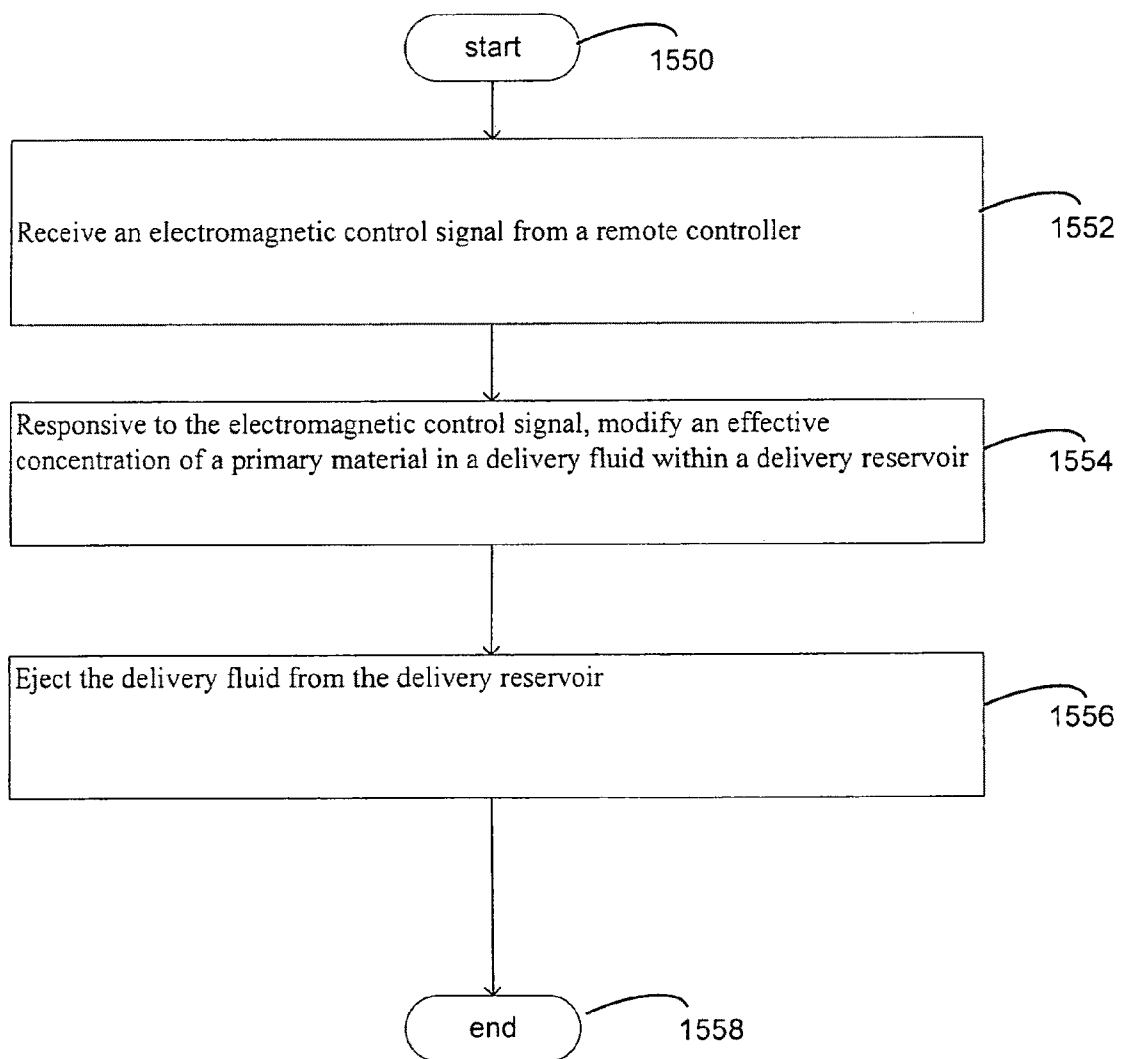 start
1550
Receive an electromagnetic control signal from a remote controller
1552
Responsive to the electromagnetic control signal, modify an effective
concentration of a primary material in a delivery fluid within a delivery reservoir
1554
Eject the delivery fluid from the delivery reservoir
1556
end
1558